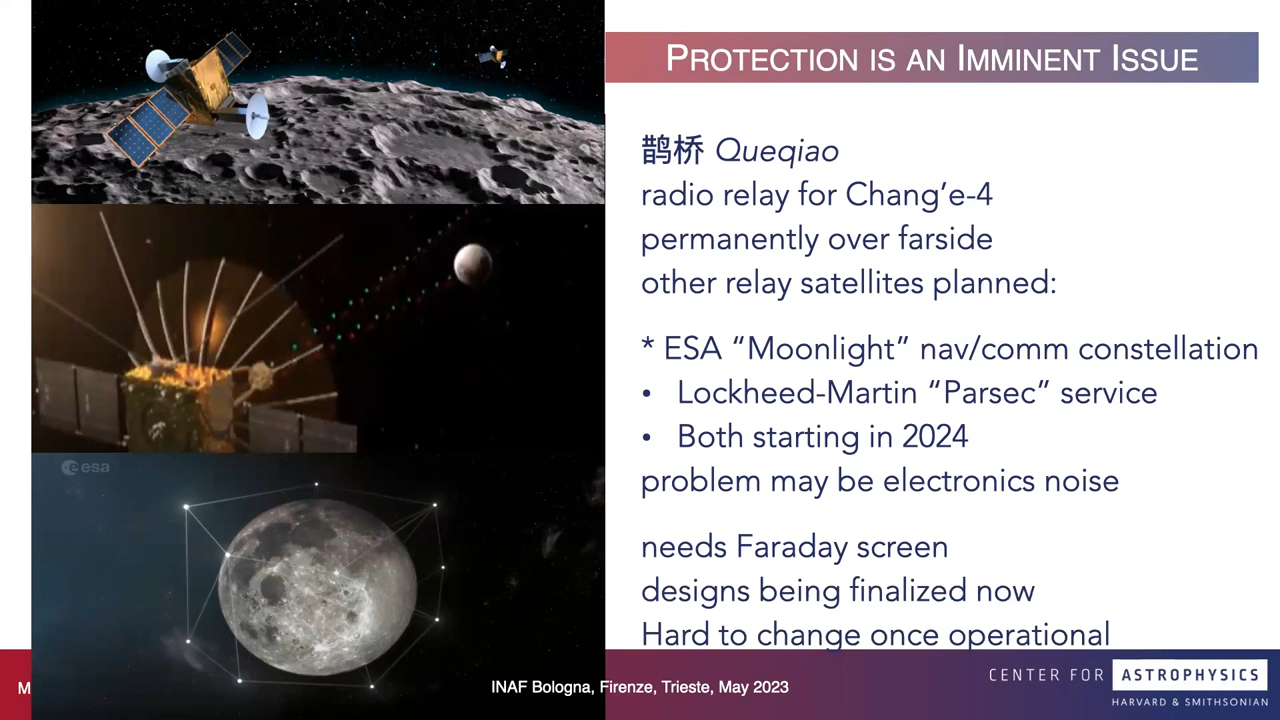 PROTECTION IS AN IMMINENT ISSUE
鹊桥 Queqiao
radio relay for Chang’e-4
permanently over farside
other relay satellites planned:
* ESA “Moonlight” nav/comm constellation
• Lockheed-Martin “Parsec” service
• Both starting in 2024
problem may be electronics noise
needs Faraday screen
designs being finalized now
Hard to change once operational
esa
M
INAF Bologna, Firenze, Trieste, May 2023
CENTER FOR ASTROPHYSICS
HARVARD & SMITHSONIAN